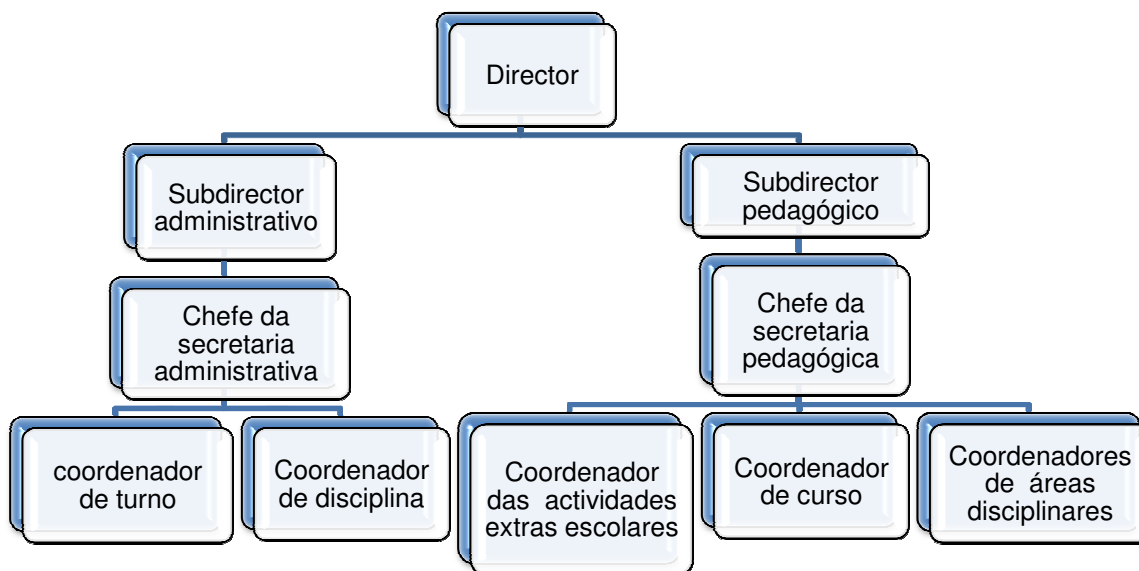 Director
Subdirector
administrativo
Subdirector
pedagógico
Chefe da
secretaria
administrativa
Chefe da
secretaria
pedagógica
coordenador
de turno
Coordenador
de disciplina
Coordenador
das actividades
extras escolares
Coordenador
de curso
Coordenadores
de áreas
disciplinares